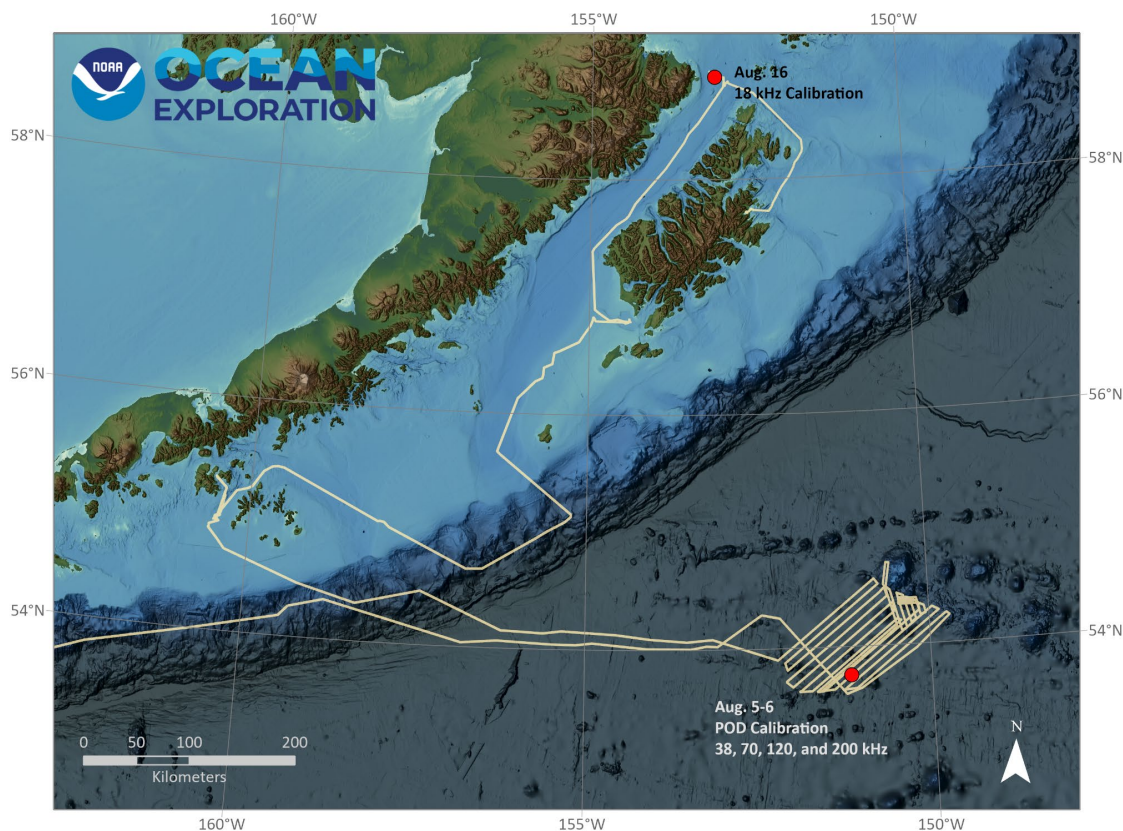 160°W
155°W
150°W
NOAA
OCEAN
EXPLORATION
Aug. 16
18 kHz Calibration
58°N
58°N
56°N
56°N
54°N
54°N
Aug. 5-6
POD Calibration
38, 70, 120, and 200 kHz
0 50 100 200
Kilometers
N
160°W
155°W
150°W